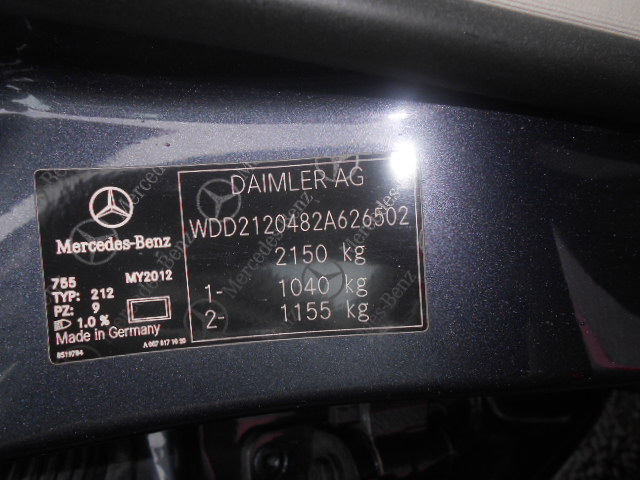 DAIMLER AG
WDD2120482A626502
2150 kg
1- 1040 kg
2- 1155 kg
Mercedes-Benz
755 MY2012
TYP: 212
PZ: 9
1.0 %
Made in Germany